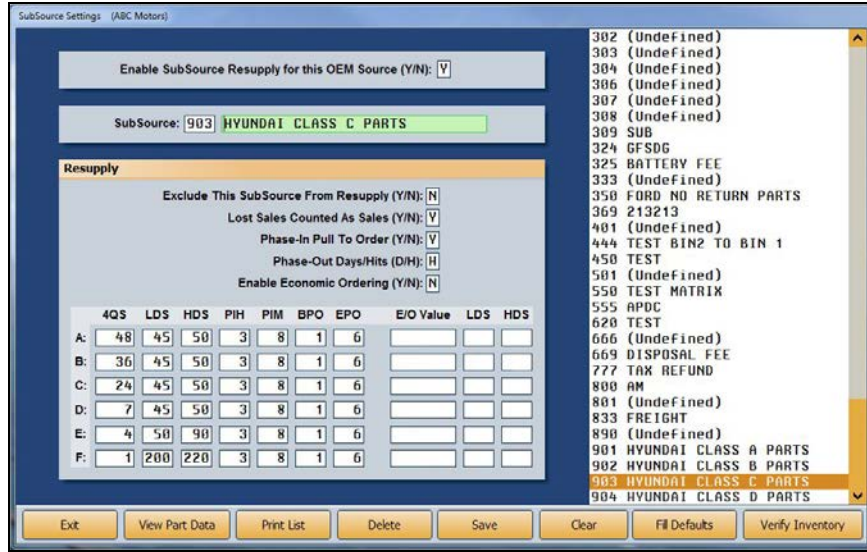 SubSource Settings (ABC Motors)
Enable SubSource Resupply for this OEM Source (Y/N): Y
SubSource: 903 HYUNDAI CLASS C PARTS
Resupply
Exclude This SubSource From Resupply (Y/N): N
Lost Sales Counted As Sales (Y/N): Y
Phase-In Pull To Order (Y/N): Y
Phase-Out Days/Hits (D/H): H
Enable Economic Ordering (Y/N): N
4QS LDS HDS PIH PIM BPO EPO E/O Value LDS HDS
A: 48 45 50 3 8 1 6
B: 36 45 50 3 8 1 6
C: 24 45 50 3 8 1 6
D: 7 45 50 3 8 1 6
E: 4 50 90 3 8 1 6
F: 1 200 220 3 8 1 6
302 (Undefined)
303 (Undefined)
304 (Undefined)
306 (Undefined)
307 (Undefined)
308 (Undefined)
309 SUB
324 GFSDG
325 BATTERY FEE
333 (Undefined)
350 FORD NO RETURN PARTS
369 213213
401 (Undefined)
444 TEST BIN2 TO BIN 1
450 TEST
501 (Undefined)
550 TEST MATRIX
555 APDC
620 TEST
666 (Undefined)
669 DISPOSAL FEE
777 TAX REFUND
800 AM
801 (Undefined)
833 FREIGHT
890 (Undefined)
901 HYUNDAI CLASS A PARTS
902 HYUNDAI CLASS B PARTS
903 HYUNDAI CLASS C PARTS
904 HYUNDAI CLASS D PARTS
Exit View Part Data Print List Delete Save Clear Fill Defaults Verify Inventory